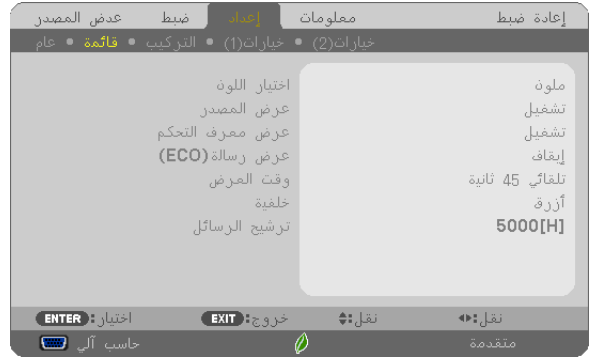 عدض المصدر ضبط إعداد معلومات إعادة ضبط
عام • قائمة • التركيب • خيارات(1) • خيارات(2)
اختيار اللون ملون
عرض المصدر تشغيل
عرض معرف التحكم تشغيل
عرض رسالة (ECO) إيقاف
وقت العرض تلقائي 45 ثانية
خلفية أزرق
ترشيح الرسائل 5000[H]
ENTER :اختيار EXIT :خروج نقل: نقل:
حاسب آلي متقدمة